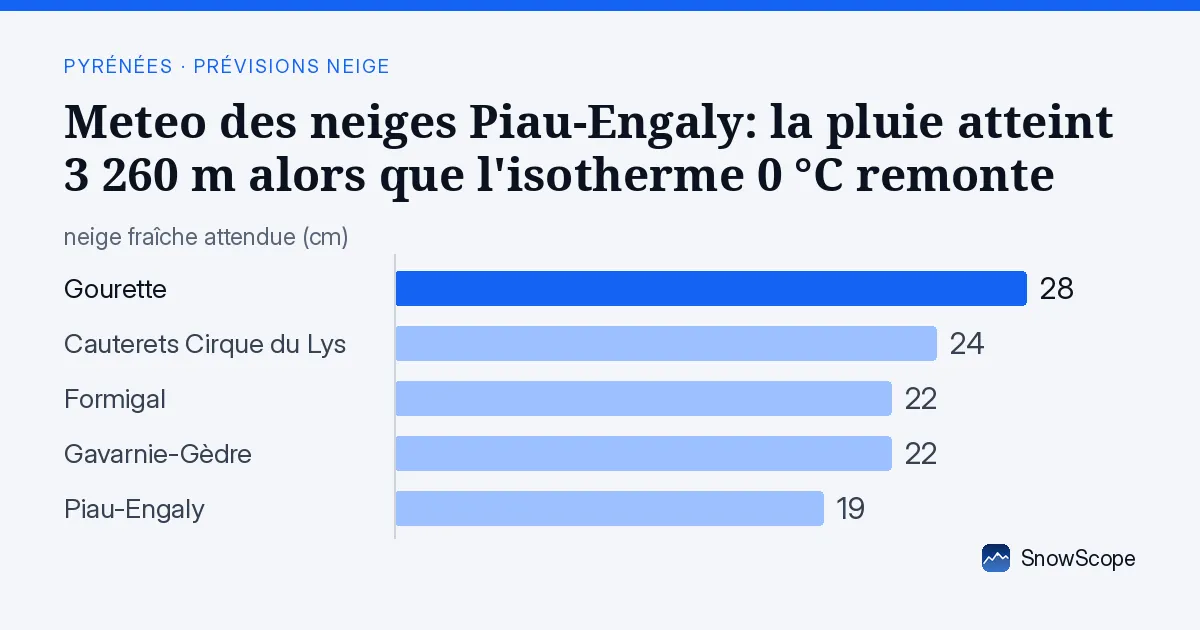 PYRÉNÉES · PRÉVISIONS NEIGE
Meteo des neiges Piau-Engaly: la pluie atteint
3 260 m alors que l'isotherme 0 °C remonte
neige fraîche attendue (cm)
Gourette 28
Cauterets Cirque du Lys 24
Formigal 22
Gavarnie-Gèdre 22
Piau-Engaly 19
SnowScope